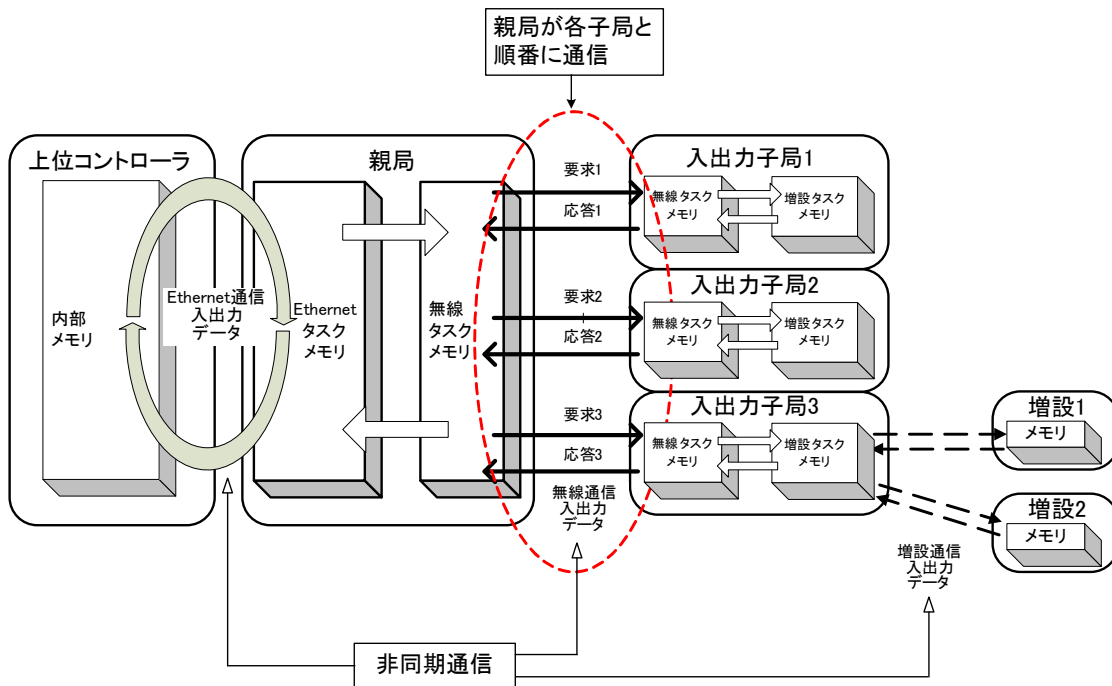 親局が各子局と
順番に通信
上位コントローラ
内部
メモリ
Ethernet通信
入出力
データ
親局
Ethernet
タスク
メモリ
無線
タスク
メモリ
要求1
応答1
要求2
応答2
要求3
応答3
無線通信
入出力
データ
入出力子局1
無線タスク
メモリ
増設タスク
メモリ
入出力子局2
無線タスク
メモリ
増設タスク
メモリ
入出力子局3
無線タスク
メモリ
増設タスク
メモリ
増設1
メモリ
増設2
メモリ
増設通信
入出力
データ
非同期通信